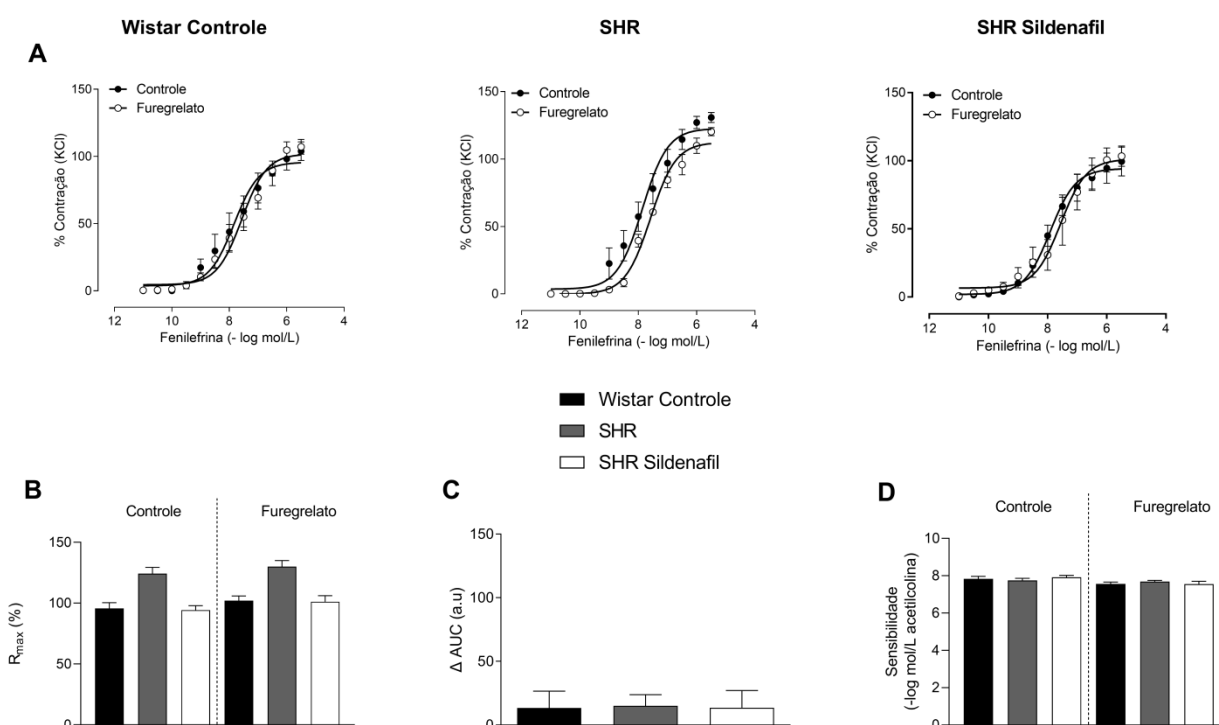 Wistar Controle
SHR
SHR Sildenafil
A
150
100
50
0
% Contração (KCl)
Controle
Furegrelato
12 10 8 6 4
Fenilefrina (- log mol/L)
150
100
50
0
% Contração (KCl)
Controle
Furegrelato
12 10 8 6 4
Fenilefrina (- log mol/L)
150
100
50
0
% Contração (KCl)
Controle
Furegrelato
12 10 8 6 4
Fenilefrina (- log mol/L)
Wistar Controle
SHR
SHR Sildenafil
B
Controle Furegrelato
150
100
50
0
Rmax (%)
C
150
100
50
0
Δ AUC (a.u)
D
Controle Furegrelato
10
8
6
4
2
0
Sensibilidade
(-log mol/L acetilcolina)